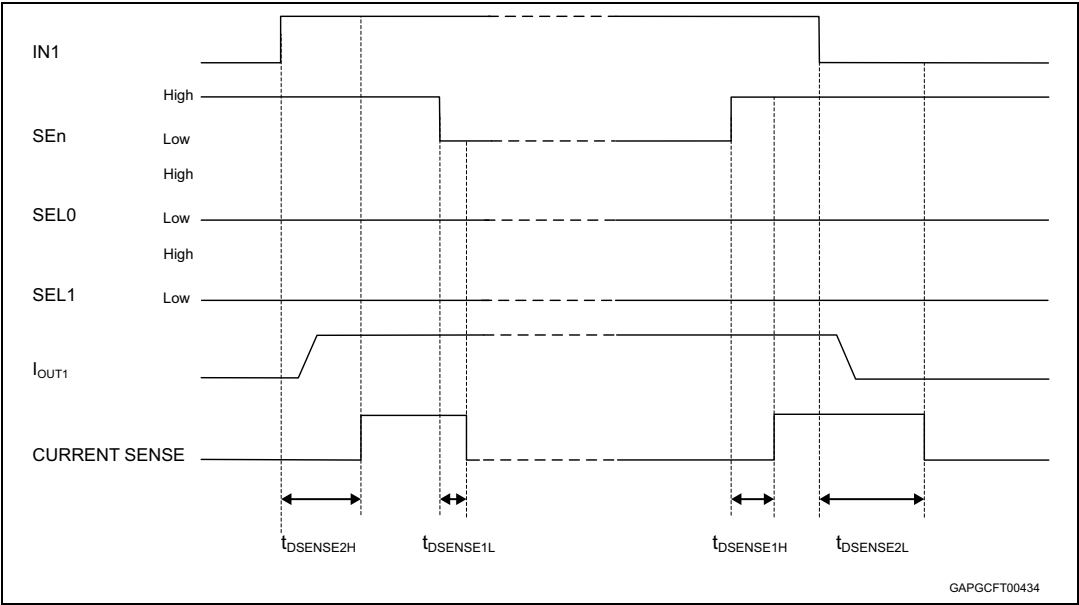 IN1
High
SEn
Low
High
SEL0
Low
High
SEL1
Low
IOUT1
CURRENT SENSE
tDSENSE2H
tDSENSE1L
tDSENSE1H
tDSENSE2L
GAPGCFT00434